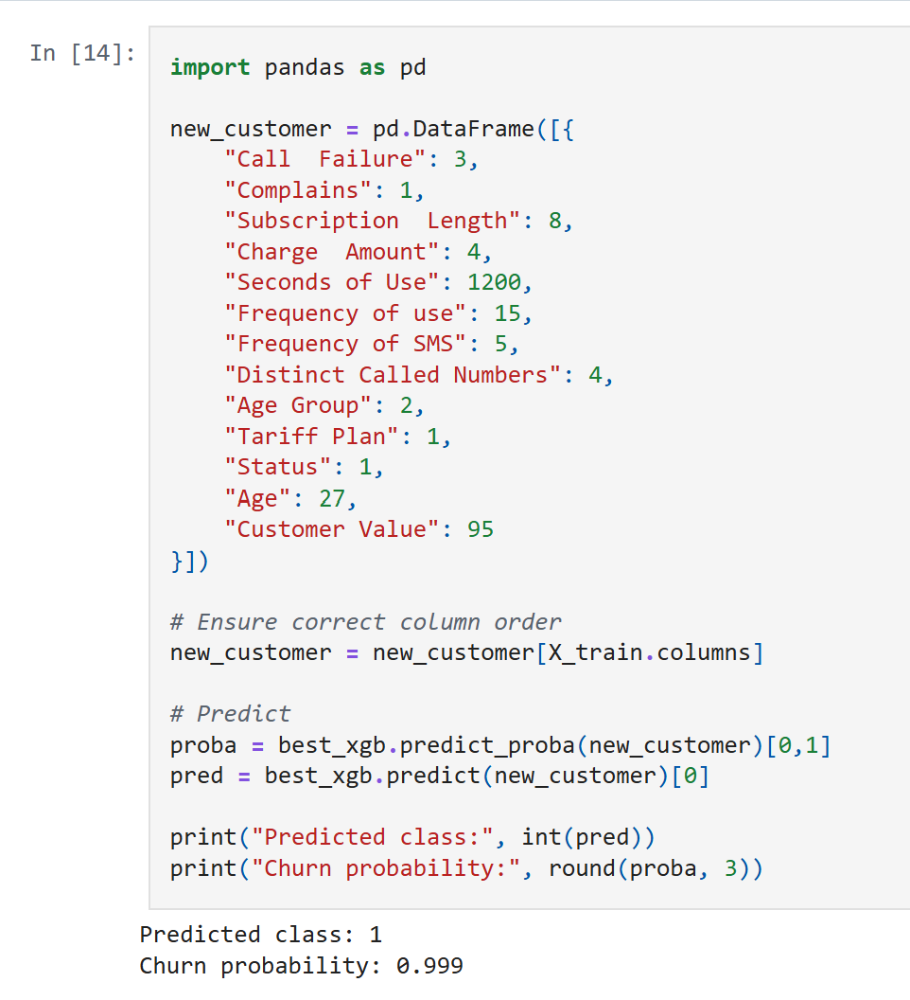 In [14]:
import pandas as pd

new_customer = pd.DataFrame([{
    "Call  Failure": 3,
    "Complains": 1,
    "Subscription  Length": 8,
    "Charge  Amount": 4,
    "Seconds of Use": 1200,
    "Frequency of use": 15,
    "Frequency of SMS": 5,
    "Distinct Called Numbers": 4,
    "Age Group": 2,
    "Tariff Plan": 1,
    "Status": 1,
    "Age": 27,
    "Customer Value": 95
}])

# Ensure correct column order
new_customer = new_customer[X_train.columns]

# Predict
proba = best_xgb.predict_proba(new_customer)[0,1]
pred = best_xgb.predict(new_customer)[0]

print("Predicted class:", int(pred))
print("Churn probability:", round(proba, 3))
Predicted class: 1
Churn probability: 0.999